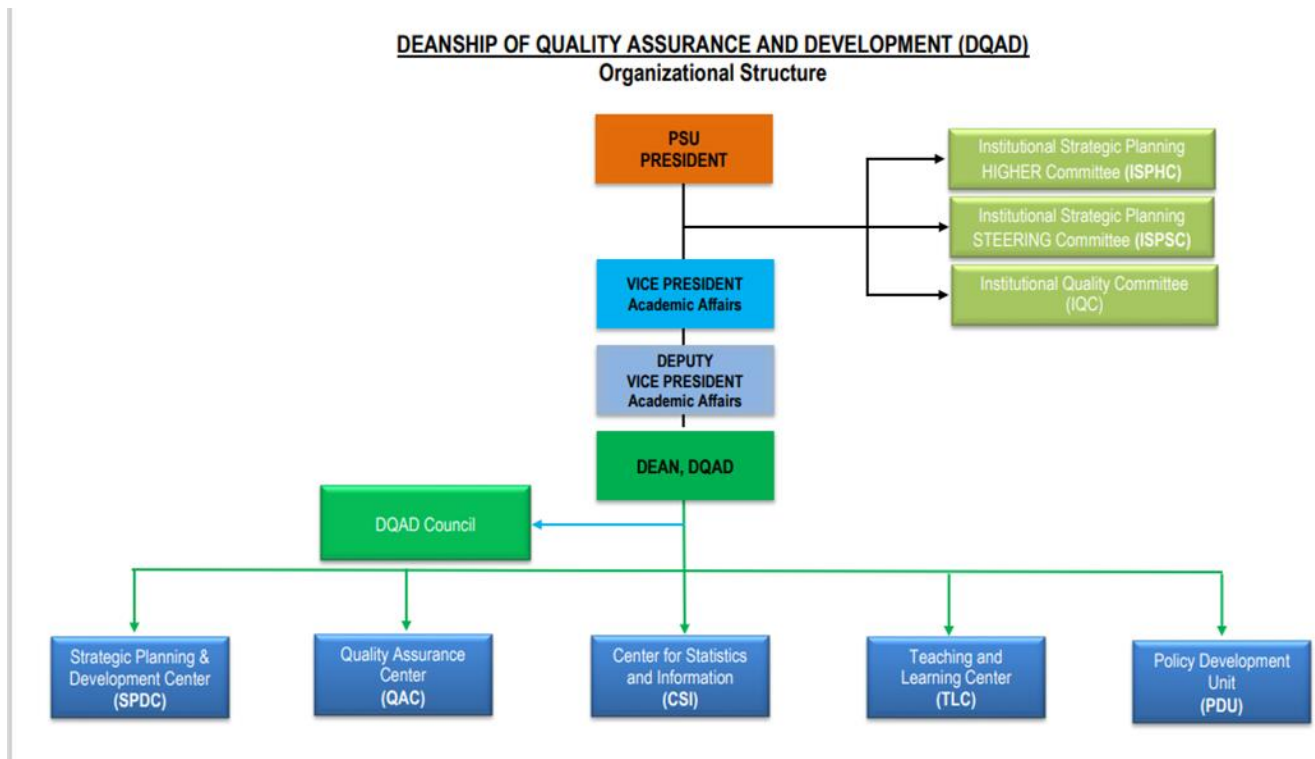 DEANSHIP OF QUALITY ASSURANCE AND DEVELOPMENT (DQAD)
Organizational Structure
PSU
PRESIDENT
Institutional Strategic Planning
HIGHER Committee (ISPHC)
Institutional Strategic Planning
STEERING Committee (ISPSC)
Institutional Quality Committee
(IQC)
VICE PRESIDENT
Academic Affairs
DEPUTY
VICE PRESIDENT
Academic Affairs
DEAN, DQAD
DQAD Council
Strategic Planning &
Development Center
(SPDC)
Quality Assurance
Center
(QAC)
Center for Statistics
and Information
(CSI)
Teaching and
Learning Center
(TLC)
Policy Development
Unit
(PDU)